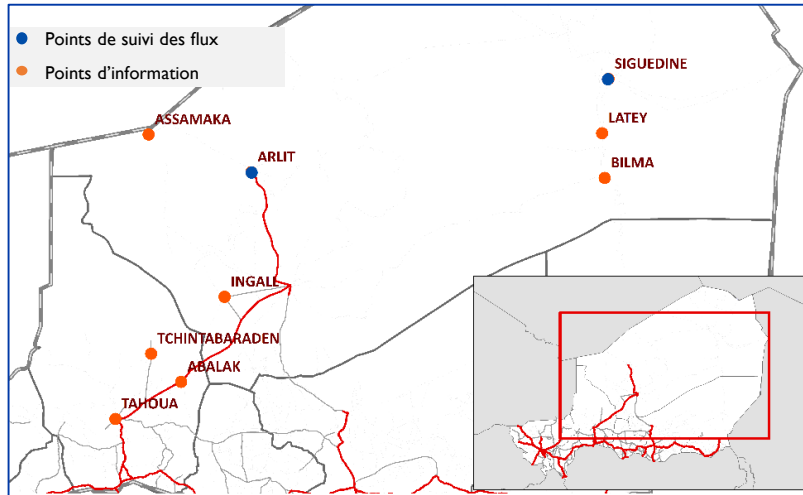 Points de suivi des flux
Points d'information
SIGUEDINE
LATEY
ASSAMAKA
BILMA
ARLIT
INGALL
TCHINTABARADEN
ABALAK
TAHOUA